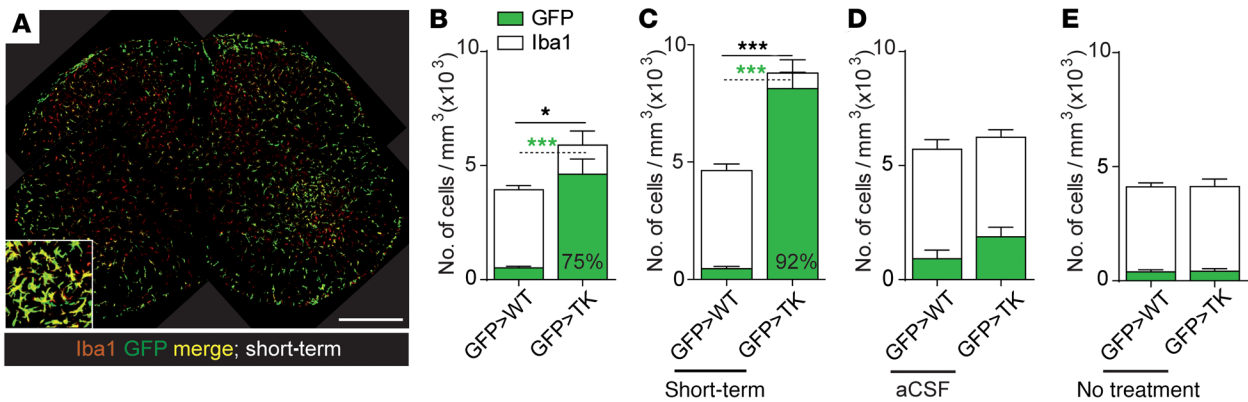 A
Iba1 GFP merge; short-term
B
GFP
Iba1
No. of cells / mm³(x10³)
10
5
0
*
***
75%
GFP>WT
GFP>TK
C
No. of cells / mm³(x10³)
10
5
0
***
***
92%
GFP>WT
GFP>TK
Short-term
D
No. of cells / mm³(x10³)
10
5
0
GFP>WT
GFP>TK
aCSF
E
No. of cells / mm³(x10³)
10
5
0
GFP>WT
GFP>TK
No treatment